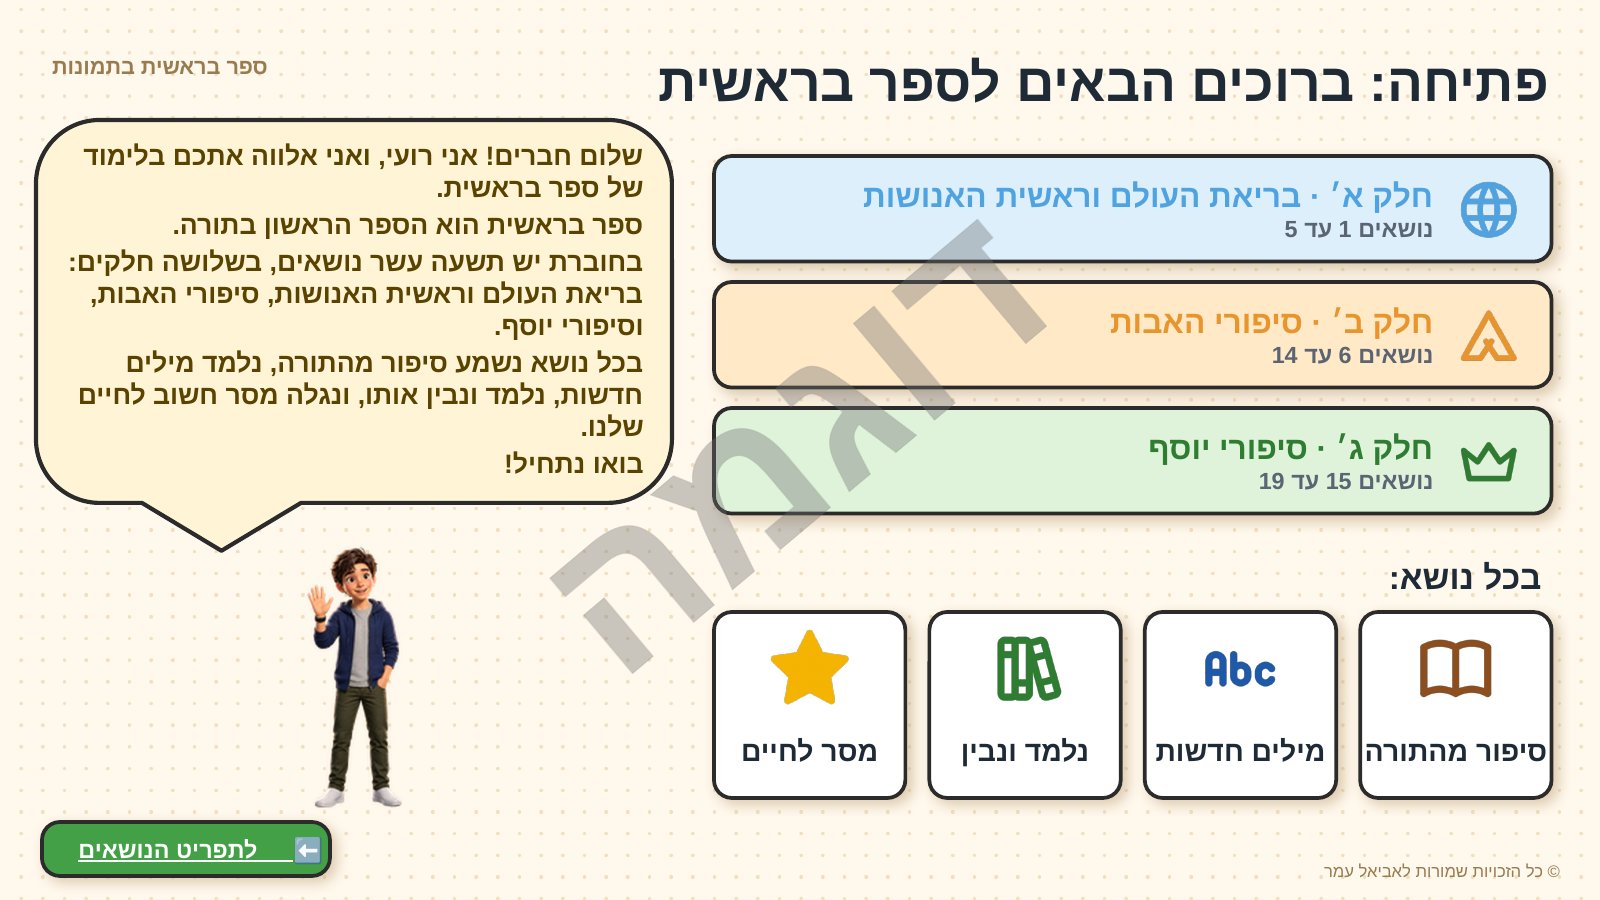 פתיחה: ברוכים הבאים לספר בראשית
ספר בראשית בתמונות
חלק א׳ · בריאת העולם וראשית האנושות
נושאים 1 עד 5
חלק ב׳ · סיפורי האבות
נושאים 6 עד 14
חלק ג׳ · סיפורי יוסף
נושאים 15 עד 19
שלום חברים! אני רועי, ואני אלווה אתכם בלימוד
של ספר בראשית.
ספר בראשית הוא הספר הראשון בתורה.
בחוברת יש תשעה עשר נושאים, בשלושה חלקים:
בריאת העולם וראשית האנושות, סיפורי האבות,
וסיפורי יוסף.
בכל נושא נשמע סיפור מהתורה, נלמד מילים
חדשות, נלמד ונבין אותו, ונגלה מסר חשוב לחיים
שלנו.
בואו נתחיל!
דוגמה
בכל נושא:
סיפור מהתורה
Abc
מילים חדשות
נלמד ונבין
מסר לחיים
⬅️ לתפריט הנושאים
© כל הזכויות שמורות לאביאל עמר